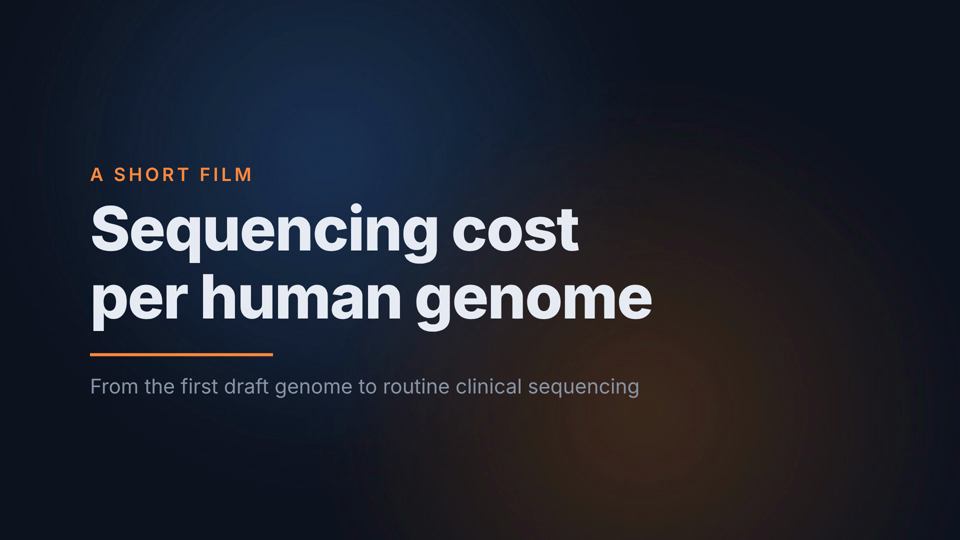 A SHORT FILM
Sequencing cost
per human genome
From the first draft genome to routine clinical sequencing